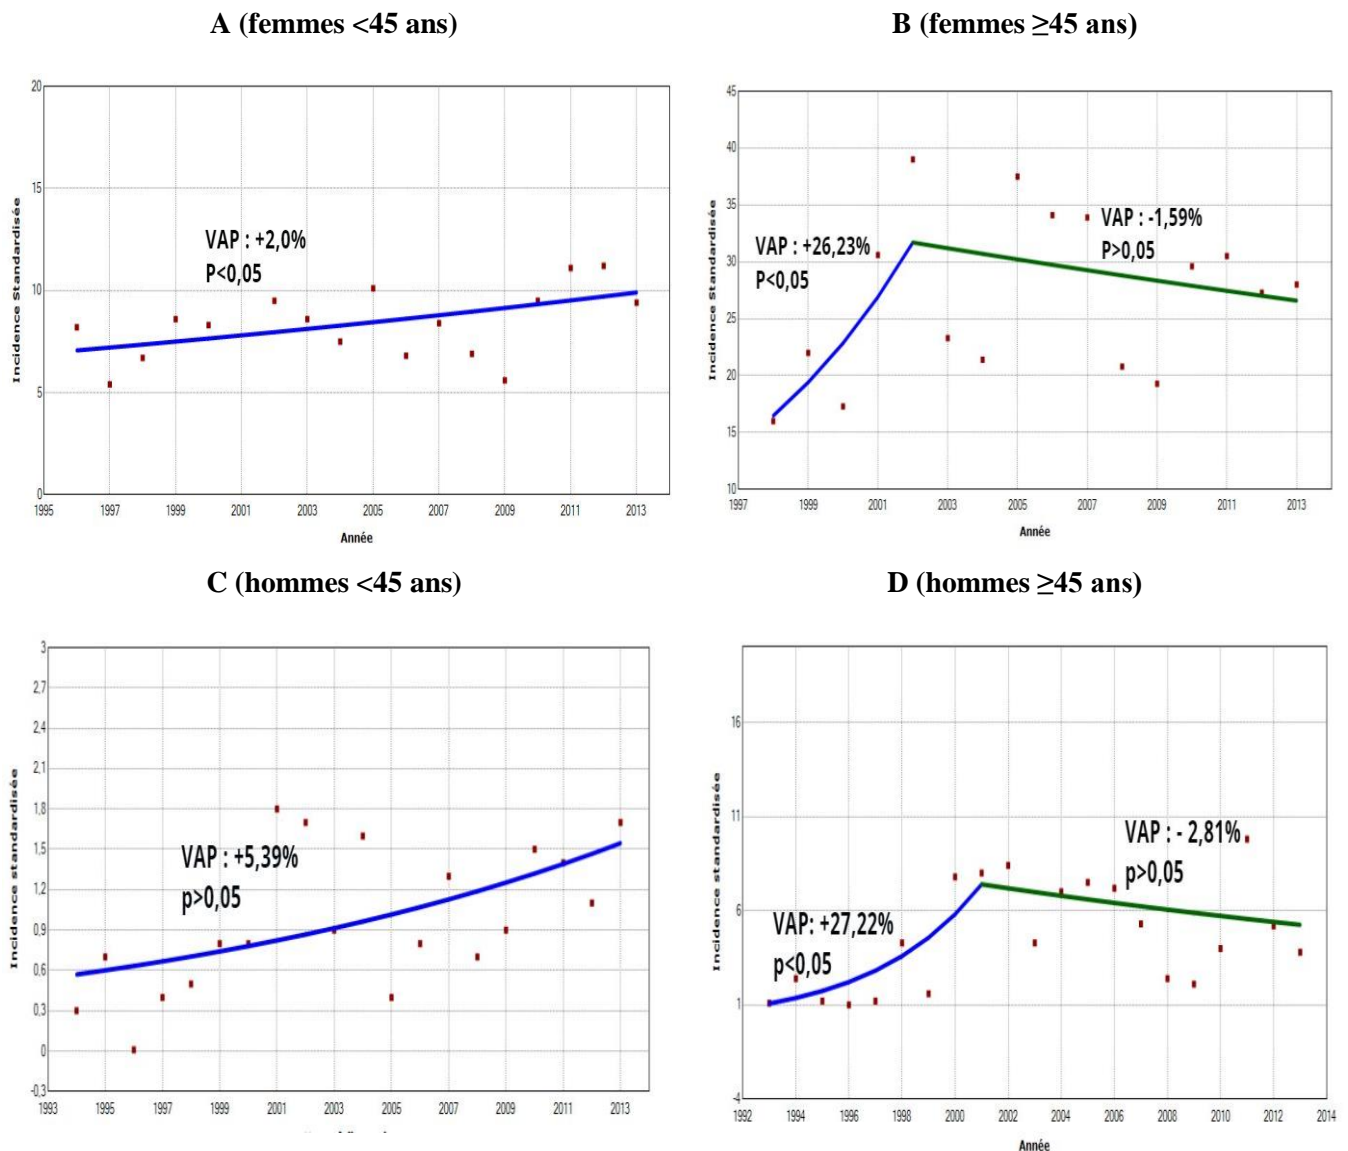 A (femmes <45 ans)
B (femmes ≥45 ans)
20
15
10
5
0
Incidence Standardisée
VAP : +2,0%
P<0,05
1995 1997 1999 2001 2003 2005 2007 2009 2011 2013
Année
45
40
35
30
25
20
15
10
Incidence Standardisée
VAP : +26,23%
P<0,05
VAP : -1,59%
P>0,05
1997 1999 2001 2003 2005 2007 2009 2011 2013
Année
C (hommes <45 ans)
D (hommes ≥45 ans)
3
2,7
2,4
2,1
1,8
1,5
1,2
0,9
0,6
0,3
0
-0,3
Incidence standardisée
VAP : +5,39%
p>0,05
1993 1995 1997 1999 2001 2003 2005 2007 2009 2011 2013
16
11
6
1
-4
Incidence standardisée
VAP: +27,22%
p<0,05
VAP : - 2,81%
p>0,05
1992 1994 1996 1998 2000 2002 2004 2006 2008 2010 2012 2014
Année